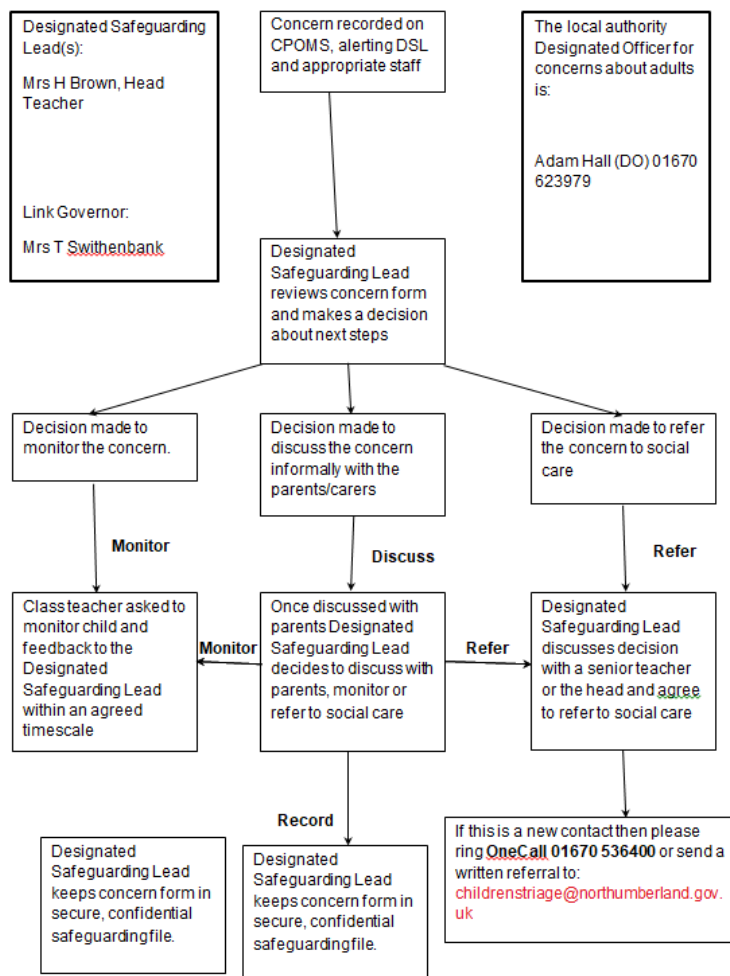 Designated Safeguarding
Lead(s):
Mrs H Brown, Head
Teacher
Link Governor:
Mrs T Swithenbank
Concern recorded on
CPOMS, alerting DSL
and appropriate staff
The local authority
Designated Officer for
concerns about adults
is:
Adam Hall (DO) 01670
623979
Designated
Safeguarding Lead
reviews concern form
and makes a decision
about next steps
Decision made to
monitor the concern.
Decision made to
discuss the concern
informally with the
parents/carers
Decision made to refer
the concern to social
care
Monitor
Discuss
Refer
Class teacher asked to
monitor child and
feedback to the
Designated
Safeguarding Lead
within an agreed
timescale
Monitor
Once discussed with
parents Designated
Safeguarding Lead
decides to discuss with
parents, monitor or
refer to social care
Refer
Designated
Safeguarding Lead
discusses decision
with a senior teacher
or the head and agree
to refer to social care
Record
Designated
Safeguarding Lead
keeps concern form in
secure, confidential
safeguarding file.
Designated
Safeguarding Lead
keeps concern form in
secure, confidential
safeguarding file.
If this is a new contact then please
ring OneCall 01670 536400 or send a
written referral to:
childrenstriage@northumberland.gov.
uk